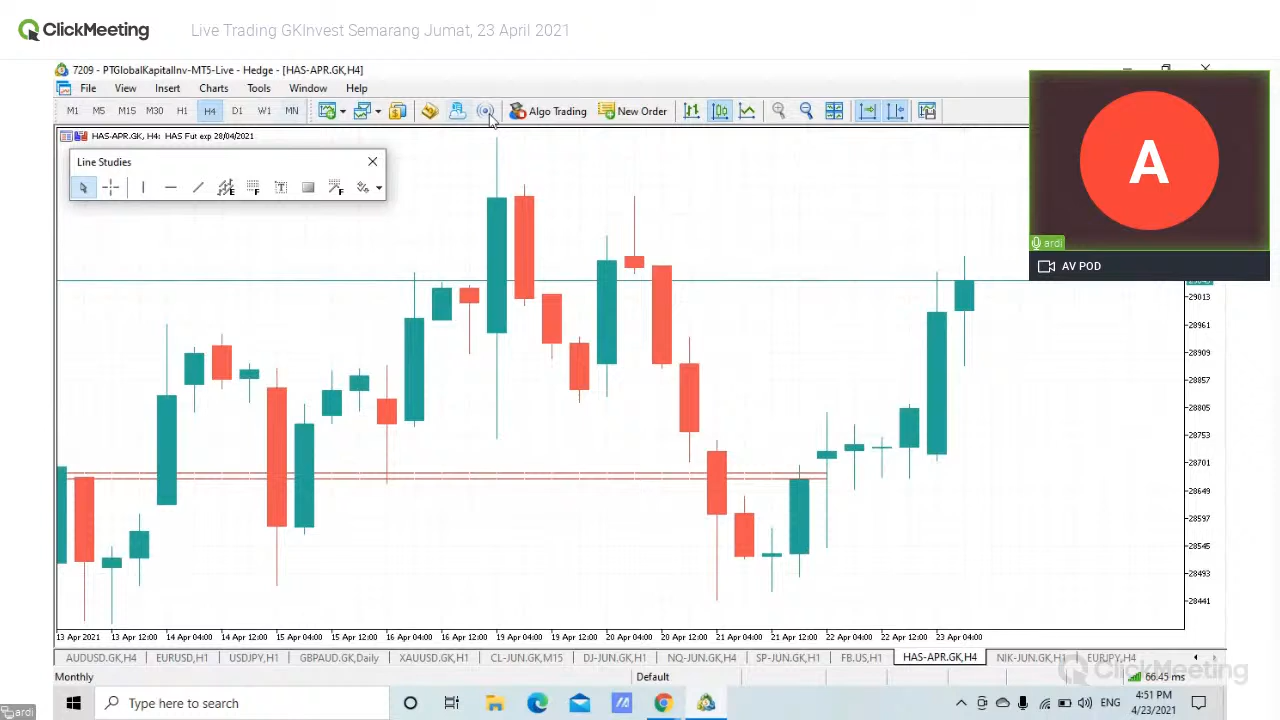 ClickMeeting
Live Trading GKInvest Semarang Jumat, 23 April 2021
7209 - PTGlobalKapitalInv-MT5-Live - Hedge - [HAS-APR.GK,H4]
File View Insert Charts Tools Window Help
M1 M5 M15 M30 H1 H4 D1 W1 MN Algo Trading New Order
HAS-APR.GK, H4: HAS Fut exp 28/04/2021
Line Studies
E F T F
A
ardi
AV POD
29013
28961
28909
28857
28805
28753
28701
28649
28597
28545
28493
28441
13 Apr 2021 13 Apr 12:00 14 Apr 04:00 14 Apr 12:00 15 Apr 04:00 15 Apr 12:00 16 Apr 04:00 16 Apr 12:00 19 Apr 04:00 19 Apr 12:00 20 Apr 04:00 20 Apr 12:00 21 Apr 04:00 21 Apr 12:00 22 Apr 04:00 22 Apr 12:00 23 Apr 04:00
AUDUSD.GK,H4 EURUSD,H1 USDJPY,H1 GBPAUD.GK,Daily XAUUSD.GK,H1 CL-JUN.GK,M15 DJ-JUN.GK,H1 NQ-JUN.GK,H4 SP-JUN.GK,H1 FB.US,H1 HAS-APR.GK,H4 NIK-JUN.GK,H1 EURJPY,H4
ClickMeeting
Monthly Default 66.45 ms
Type here to search
ENG
4:51 PM
4/23/2021
ardi